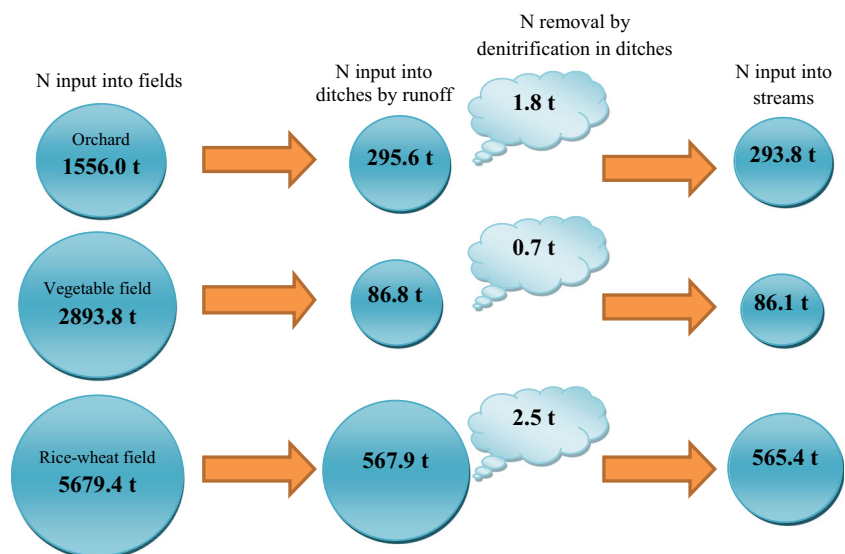 N input into fields
N input into
ditches by runoff
N removal by
denitrification in ditches
N input into
streams
Orchard
1556.0 t
295.6 t
1.8 t
293.8 t
Vegetable field
2893.8 t
86.8 t
0.7 t
86.1 t
Rice-wheat field
5679.4 t
567.9 t
2.5 t
565.4 t